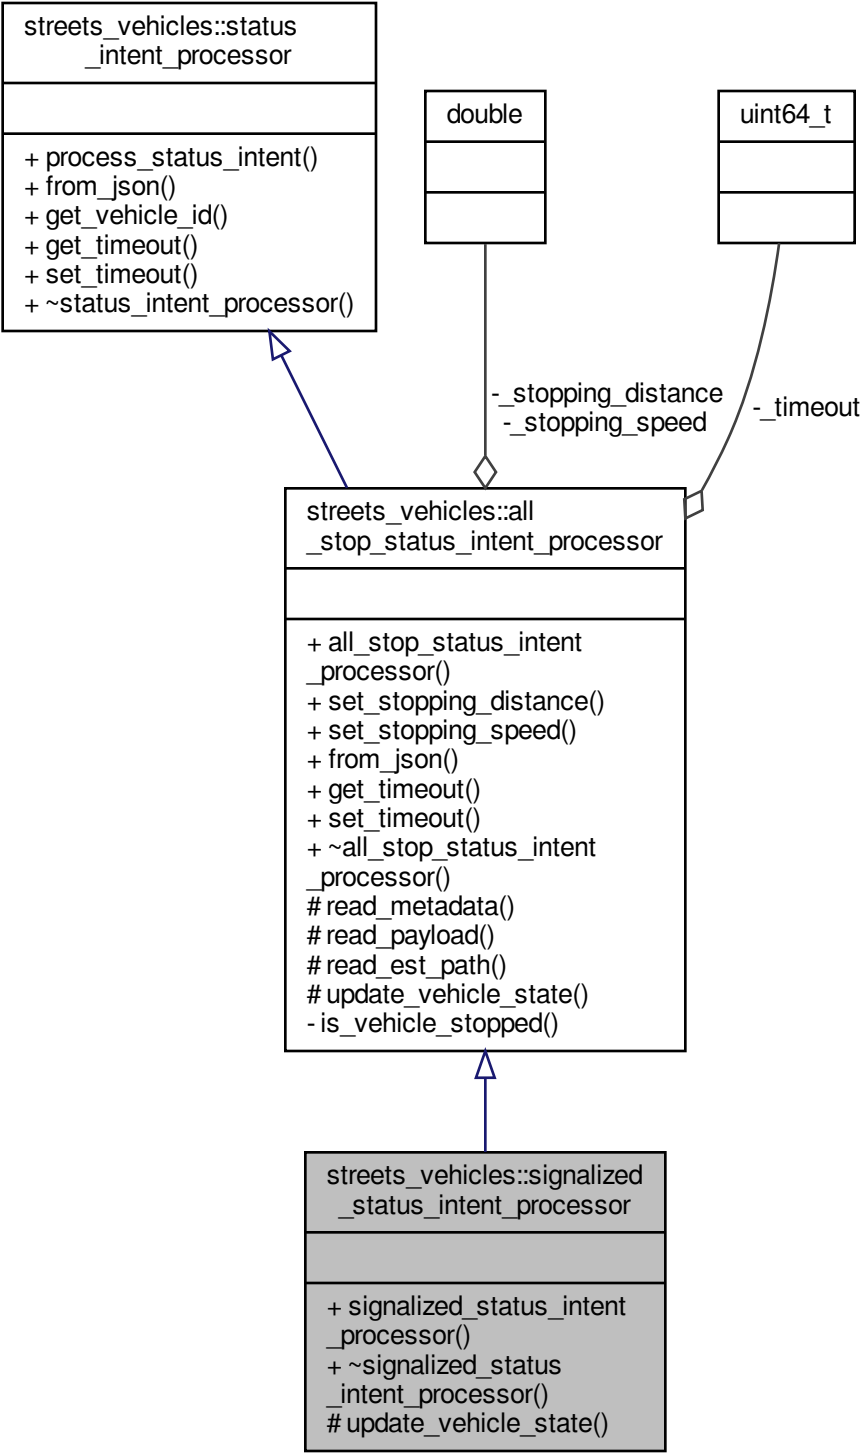 streets_vehicles::status
_intent_processor
+ process_status_intent()
+ from_json()
+ get_vehicle_id()
+ get_timeout()
+ set_timeout()
+ ~status_intent_processor()
double
uint64_t
-_stopping_distance
-_stopping_speed
-_timeout
streets_vehicles::all
_stop_status_intent_processor
+ all_stop_status_intent
_processor()
+ set_stopping_distance()
+ set_stopping_speed()
+ from_json()
+ get_timeout()
+ set_timeout()
+ ~all_stop_status_intent
_processor()
# read_metadata()
# read_payload()
# read_est_path()
# update_vehicle_state()
- is_vehicle_stopped()
streets_vehicles::signalized
_status_intent_processor
+ signalized_status_intent
_processor()
+ ~signalized_status
_intent_processor()
# update_vehicle_state()